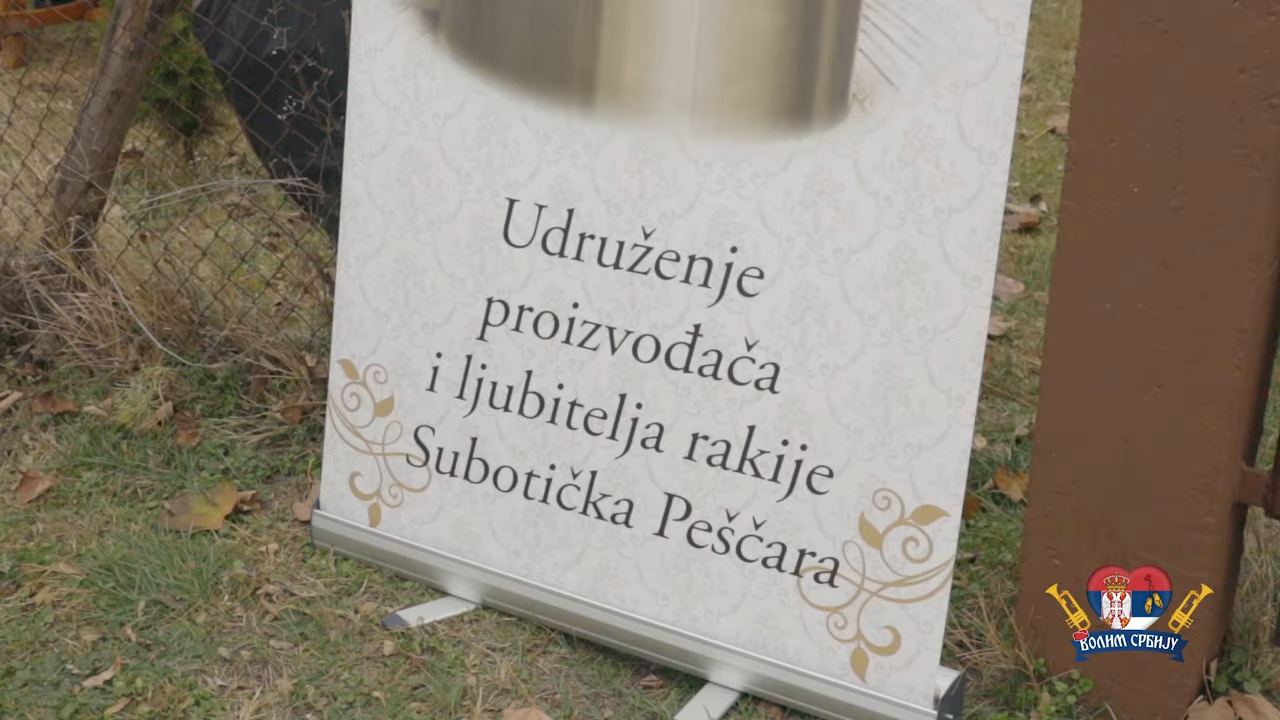 Udruženje
proizvođača
i ljubitelja rakije
Subotička Peščara
ВОЛИМ СРБИЈУ